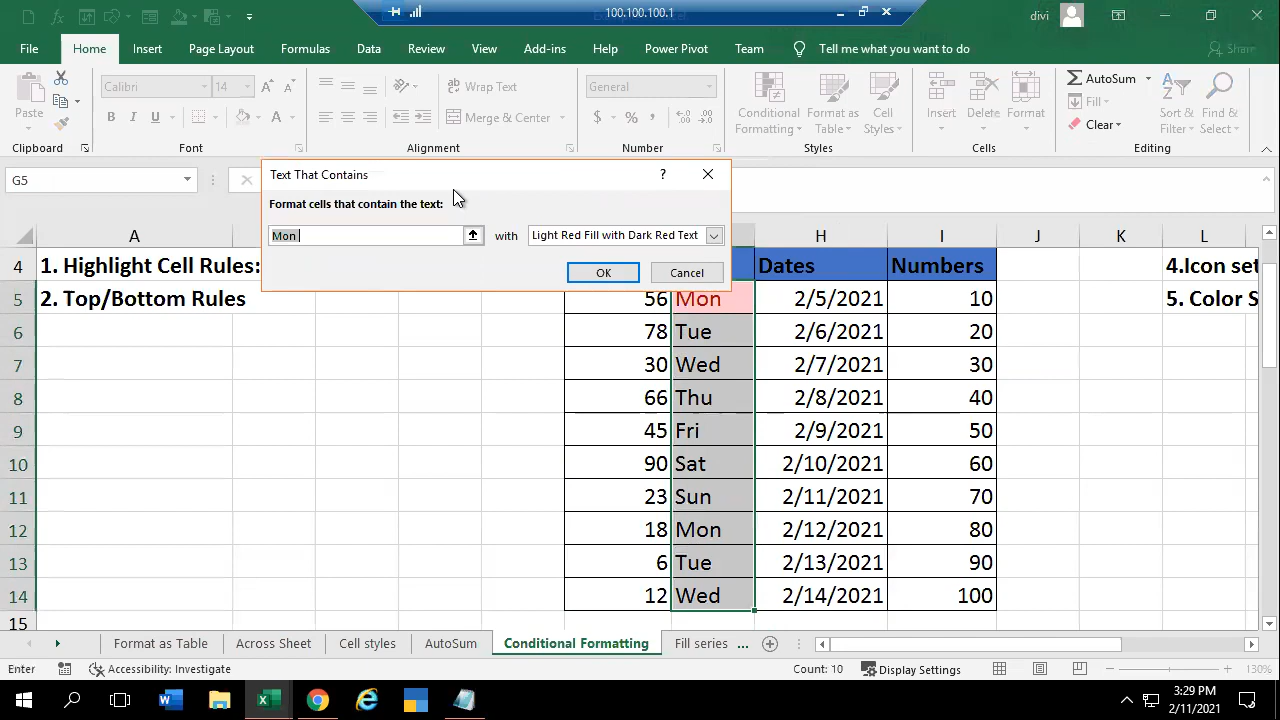 100.100.100.1
divi
File Home Insert Page Layout Formulas Data Review View Add-ins Help Power Pivot Team Tell me what you want to do Share
Paste
Calibri 14
B I U A
Wrap Text
Merge & Center
General
$ % ,
Conditional Formatting
Format as Table
Cell Styles
Insert
Delete
Format
AutoSum
Fill
Clear
Sort & Filter
Find & Select
Clipboard Font Alignment Number Styles Cells Editing
G5
Text That Contains ?
Format cells that contain the text:
Mon with Light Red Fill with Dark Red Text
OK Cancel
A H I J K L
4 1. Highlight Cell Rules: Dates Numbers 4.Icon set
5 2. Top/Bottom Rules 56 Mon 2/5/2021 10 5. Color S
6 78 Tue 2/6/2021 20
7 30 Wed 2/7/2021 30
8 66 Thu 2/8/2021 40
9 45 Fri 2/9/2021 50
10 90 Sat 2/10/2021 60
11 23 Sun 2/11/2021 70
12 18 Mon 2/12/2021 80
13 6 Tue 2/13/2021 90
14 12 Wed 2/14/2021 100
15
Format as Table Across Sheet Cell styles AutoSum Conditional Formatting Fill series ...
Enter Accessibility: Investigate Count: 10 Display Settings 130%
3:29 PM
2/11/2021